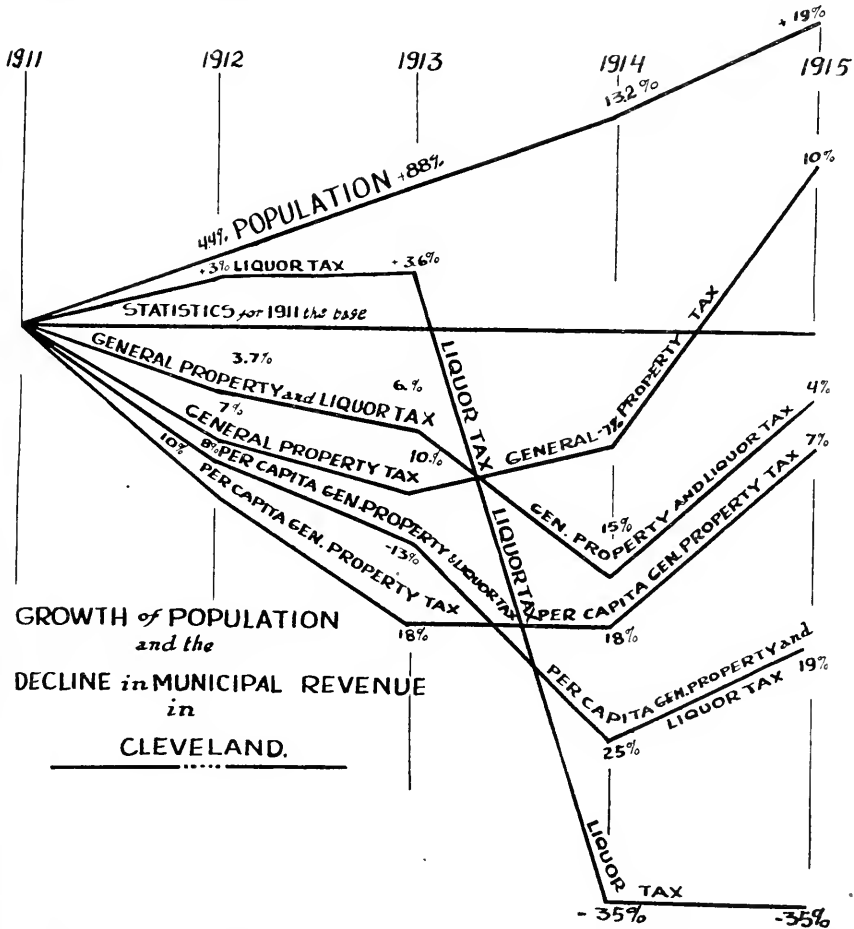 + 19%
1911 1912 1913 1914 1915
13.2%
10%
+88%
POPULATION
4.4%
+3% LIQUOR TAX
+ 3.6%
STATISTICS for 1911 the base
LIQUOR TAX
GENERAL PROPERTY and LIQUOR TAX
3.7%
6.%
GENERAL -7% PROPERTY TAX
4%
7%
GENERAL PROPERTY TAX
10.%
GEN. PROPERTY AND LIQUOR TAX
15%
7%
8%
PER CAPITA GEN. PROPERTY & LIQUOR TAX
-13%
LIQUOR TAX
10%
PER CAPITA GEN. PROPERTY TAX
18%
PER CAPITA GEN. PROPERTY TAX
18%
PER CAPITA GEN. PROPERTY and
LIQUOR TAX 19%
25%
GROWTH of POPULATION
and the
DECLINE in MUNICIPAL REVENUE
in
CLEVELAND.
LIQUOR TAX
- 35%
-35%